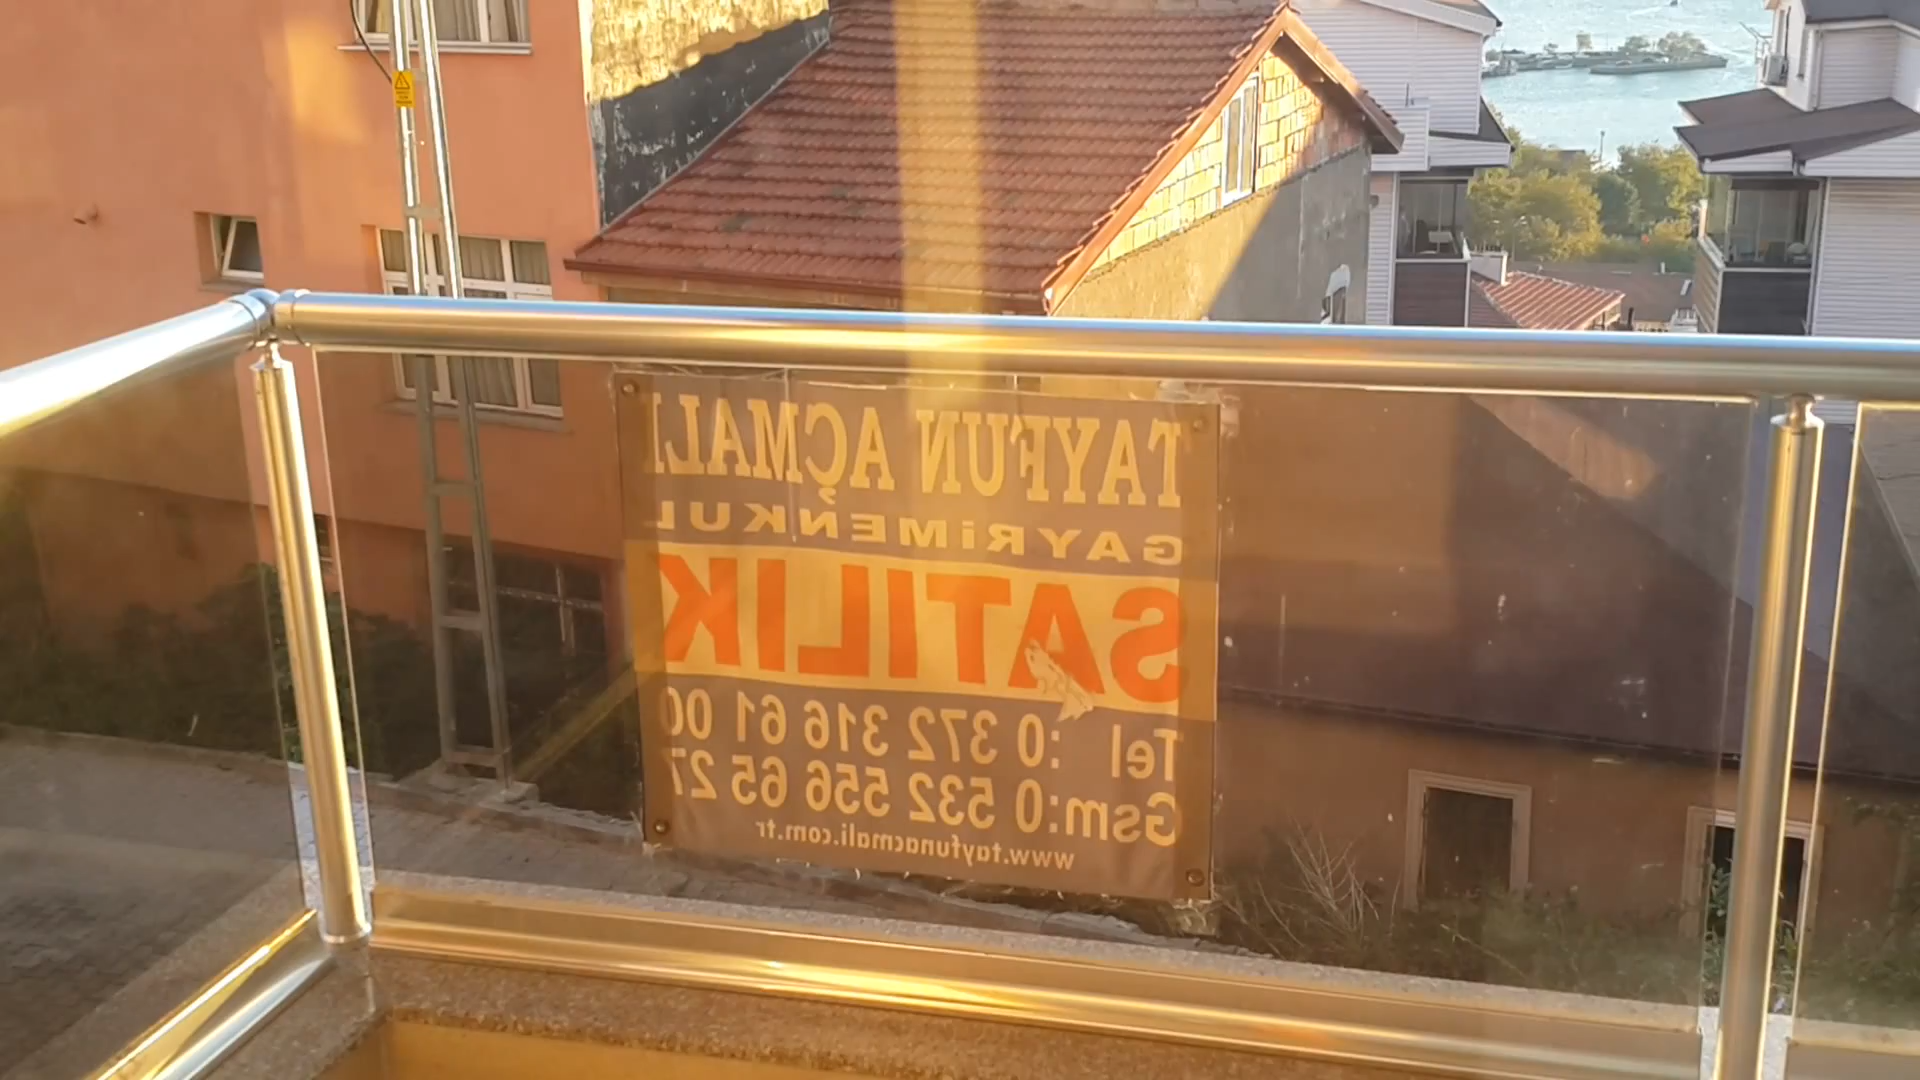 TAYFUN AÇMALI
GAYRİMENKUL
SATILIK
Tel :0 372 316 61 00
Gsm:0 532 556 65 27
www.tayfunacmali.com.tr